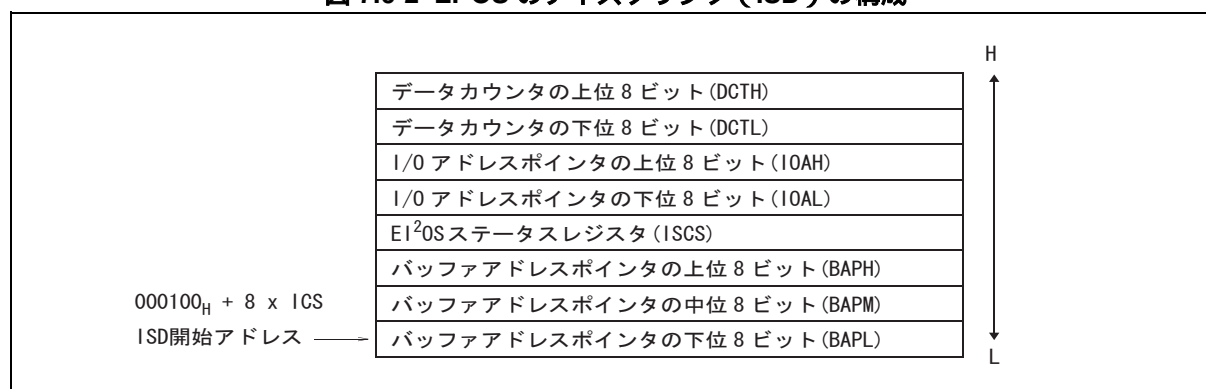 H
データカウンタの上位 8 ビット(DCTH)
データカウンタの下位 8 ビット(DCTL)
I/O アドレスポインタの上位 8 ビット(IOAH)
I/O アドレスポインタの下位 8 ビット(IOAL)
EI²OSステータスレジスタ(ISCS)
バッファアドレスポインタの上位 8 ビット(BAPH)
000100H + 8 x ICS バッファアドレスポインタの中位 8 ビット(BAPM)
ISD開始アドレス バッファアドレスポインタの下位 8 ビット(BAPL)
L